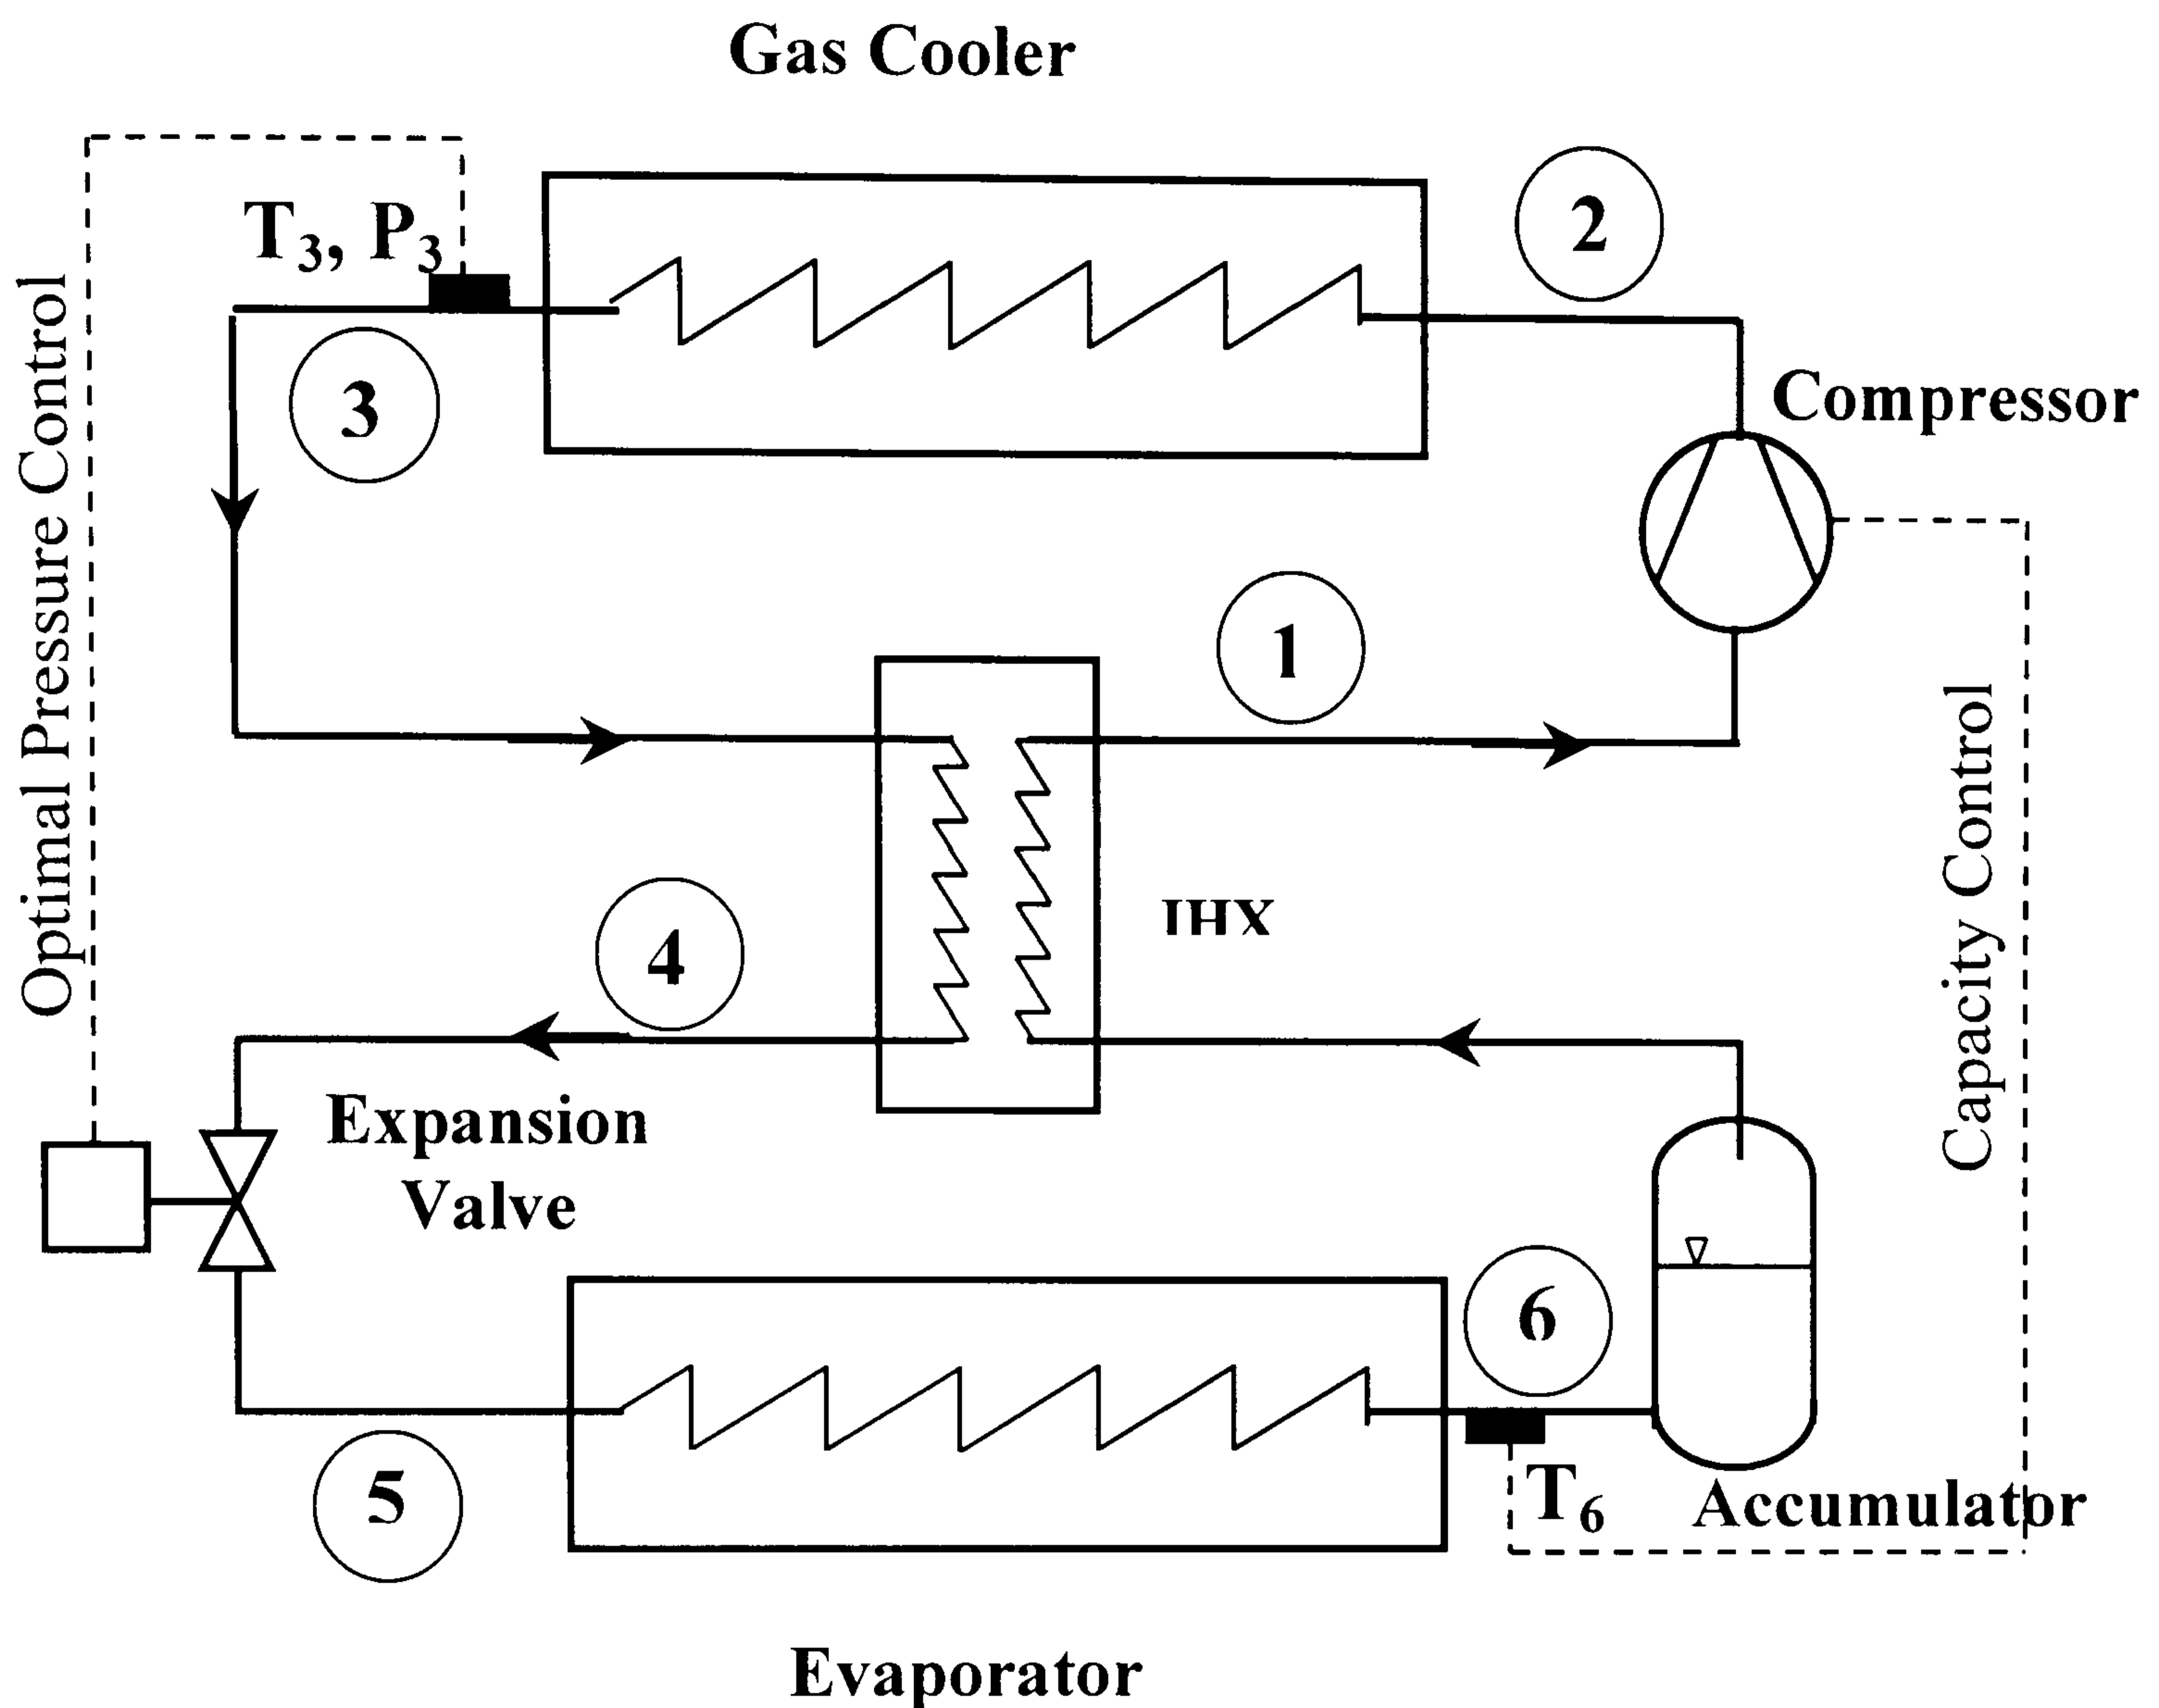 Gas Cooler
2
T₃, P₃
3
Compressor
Optimal Pressure Control
1
Capacity Control
IHX
4
Expansion
Valve
6
5
T₆
Accumulator
Evaporator